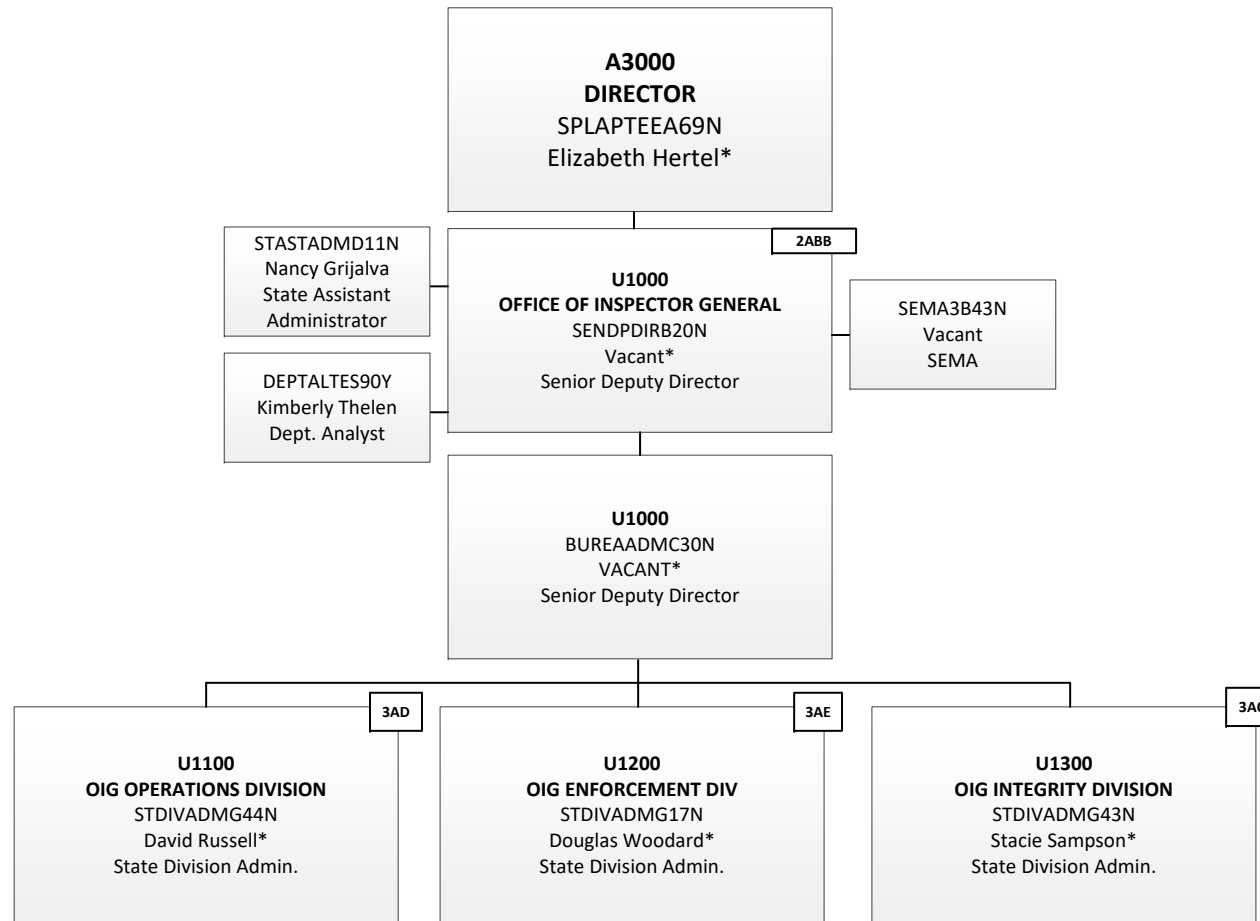 A3000
DIRECTOR
SPLAPTEEA69N
Elizabeth Hertel*
STASTADMD11N
Nancy Grijalva
State Assistant
Administrator
2ABB
U1000
OFFICE OF INSPECTOR GENERAL
SENDPDIRB20N
Vacant*
Senior Deputy Director
SEMA3B43N
Vacant
SEMA
DEPTALTES90Y
Kimberly Thelen
Dept. Analyst
U1000
BUREAADMC30N
VACANT*
Senior Deputy Director
3AD
U1100
OIG OPERATIONS DIVISION
STDIVADMG44N
David Russell*
State Division Admin.
3AE
U1200
OIG ENFORCEMENT DIV
STDIVADMG17N
Douglas Woodard*
State Division Admin.
U1300
OIG INTEGRITY DIVISION
STDIVADMG43N
Stacie Sampson*
State Division Admin.